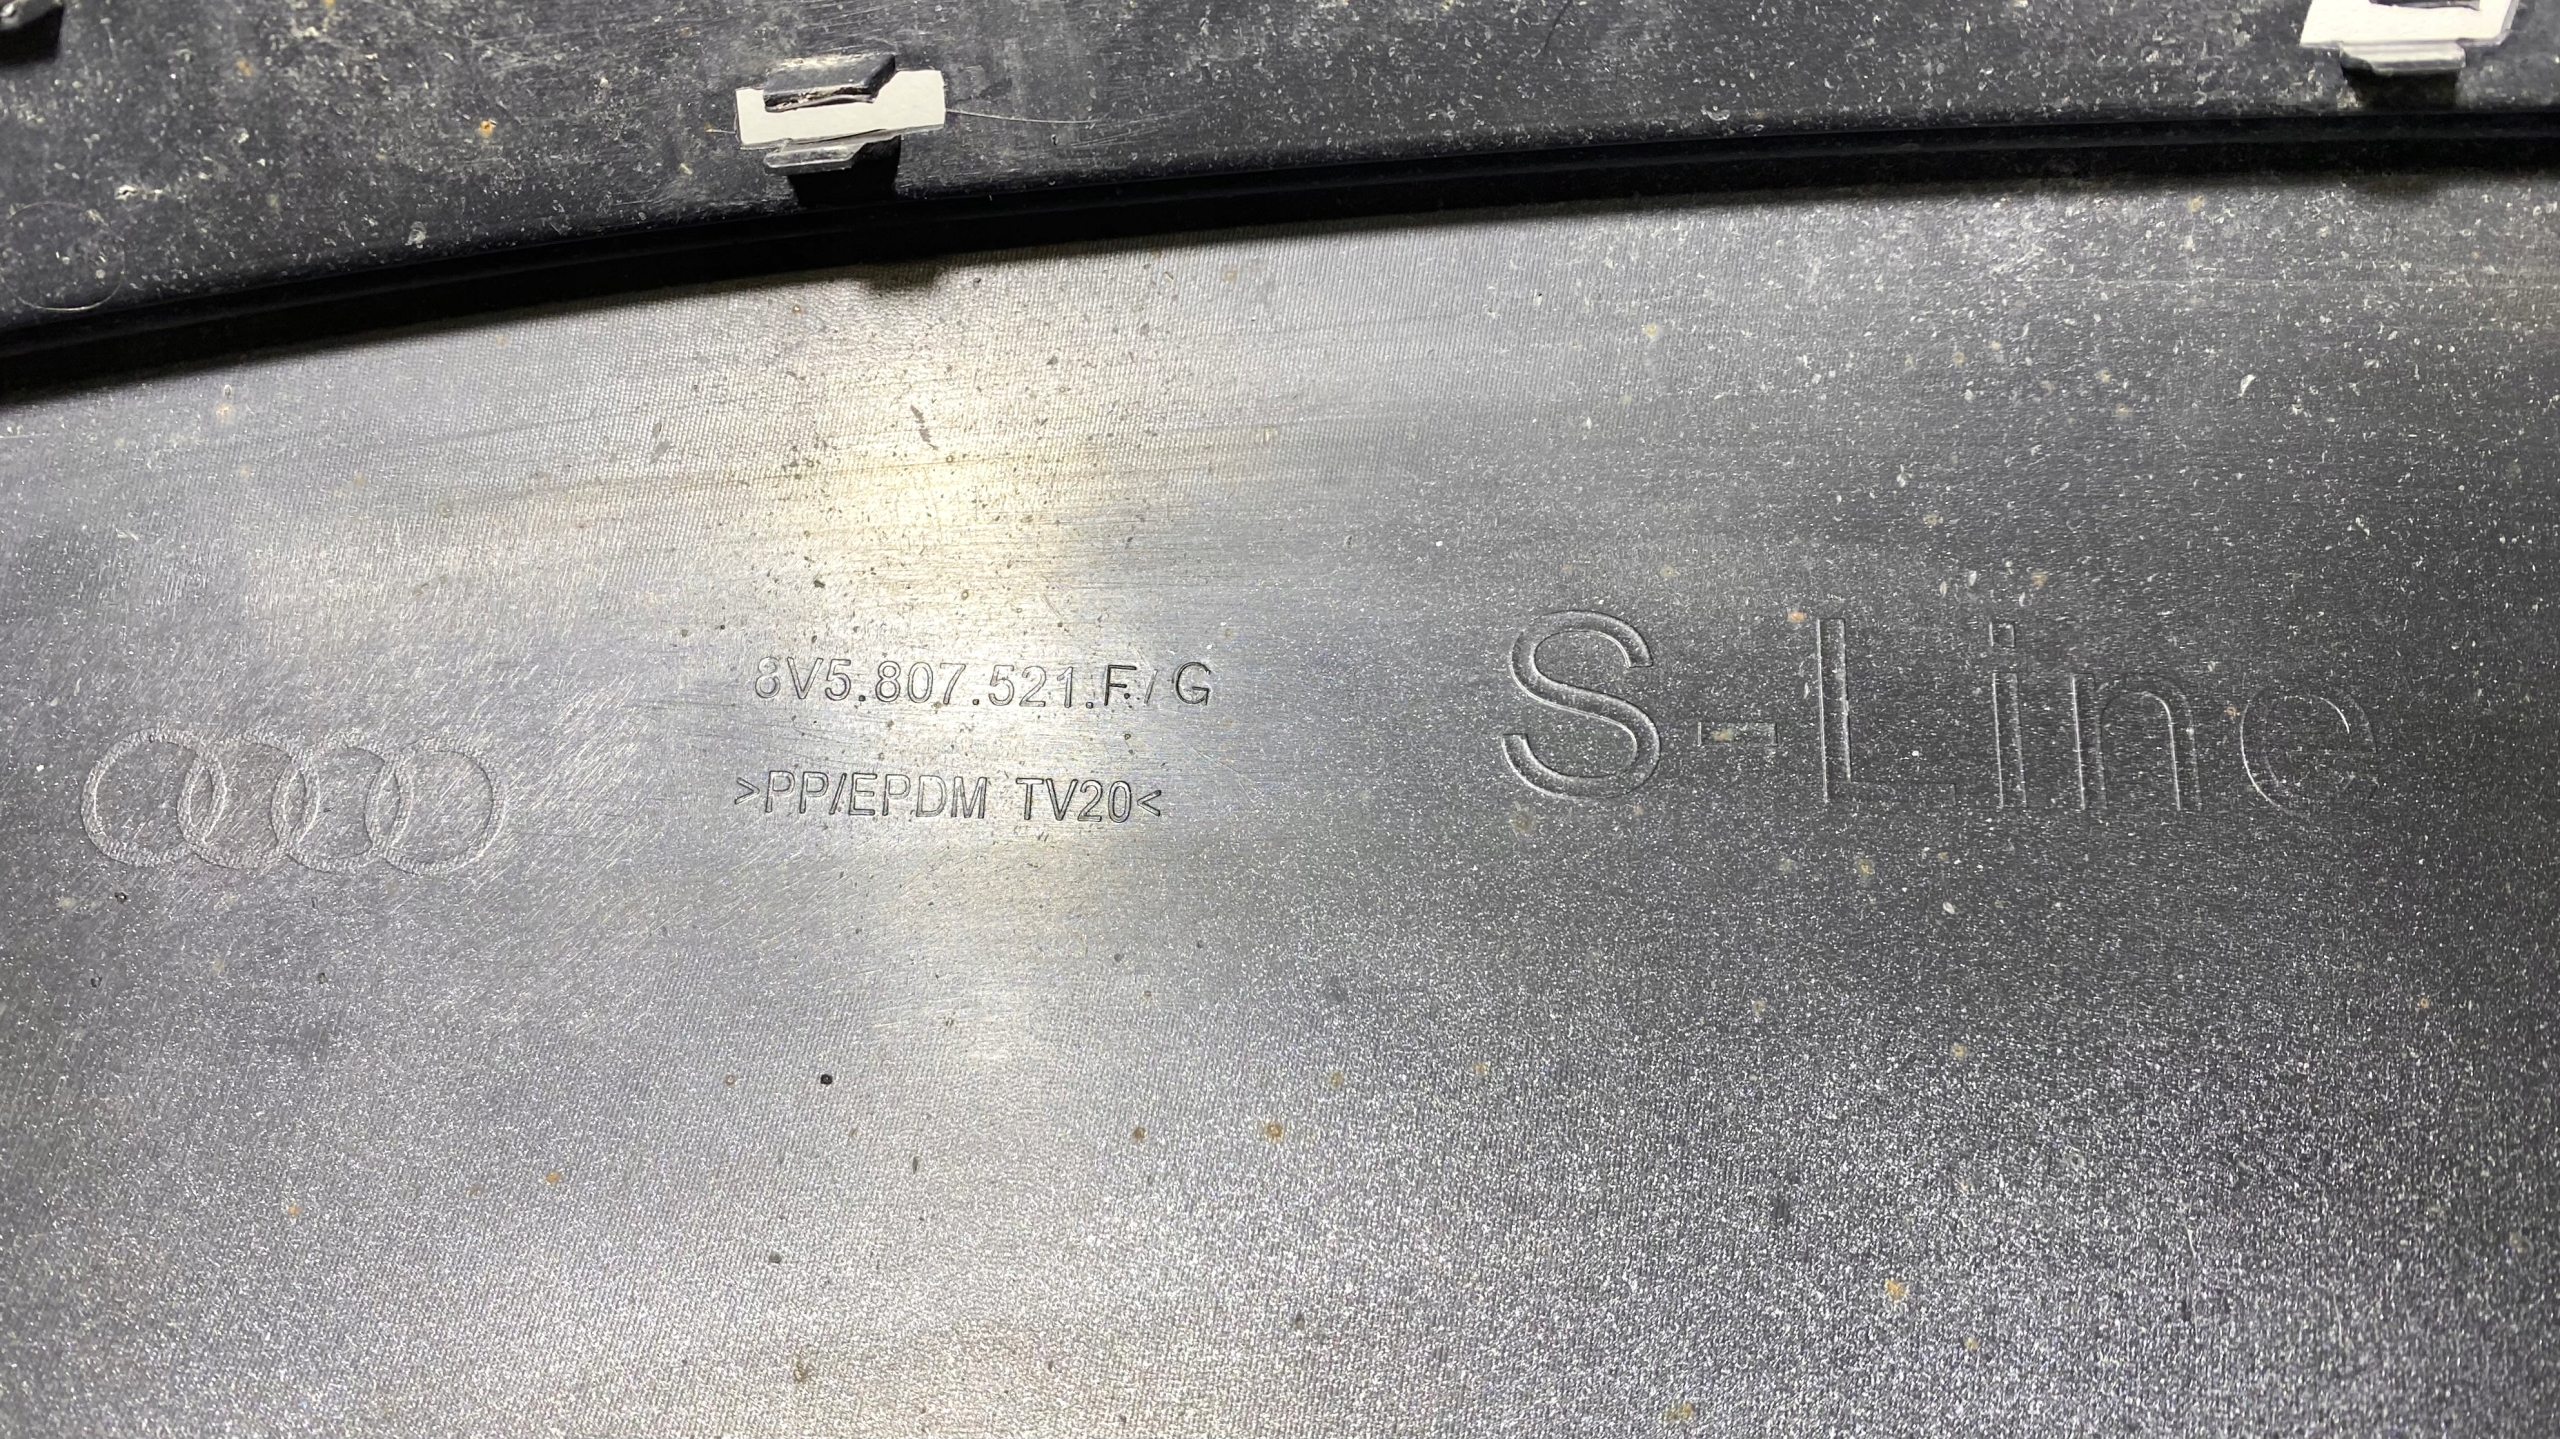 8V5.807.521.F/G
>PP/EPDM TV20<
S-Line